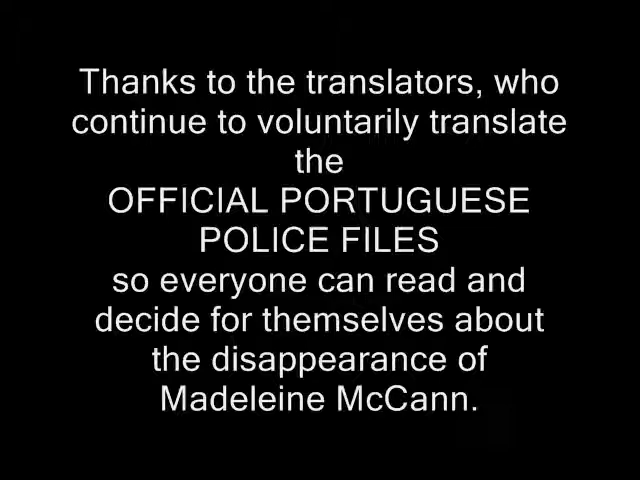 Thanks to the translators, who
continue to voluntarily translate
the
OFFICIAL PORTUGUESE
POLICE FILES
so everyone can read and
decide for themselves about
the disappearance of
Madeleine McCann.